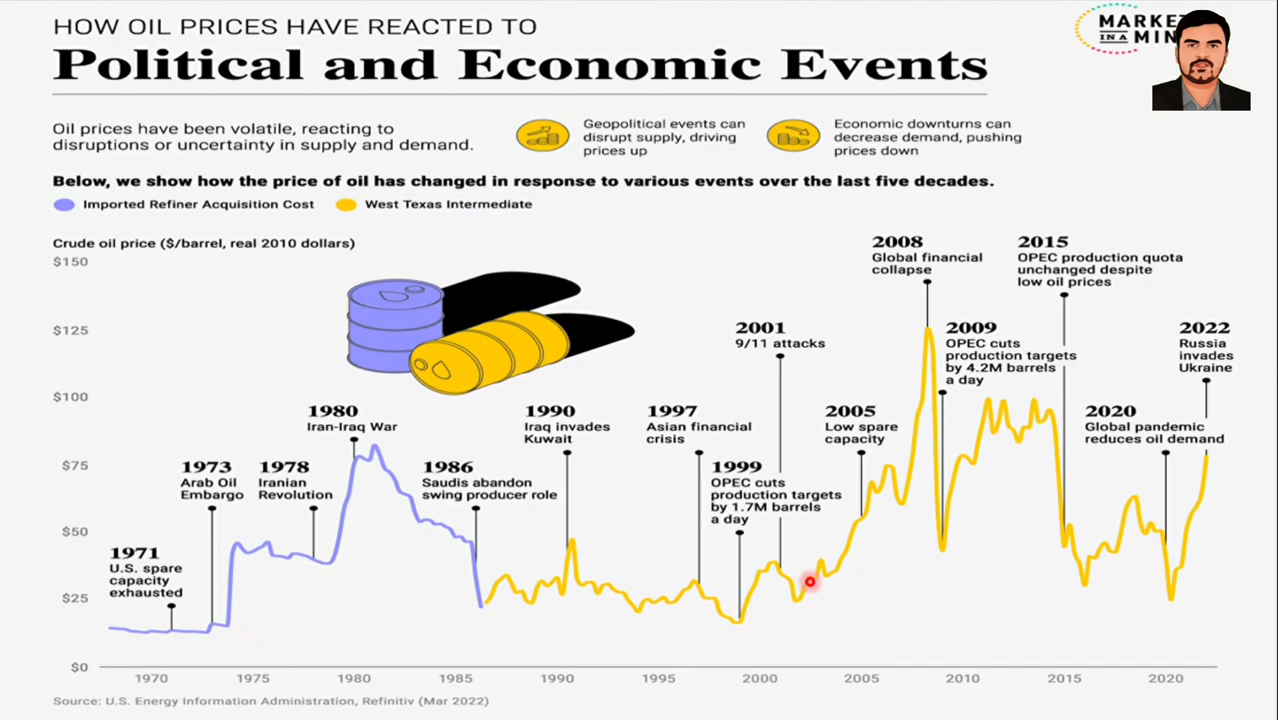 HOW OIL PRICES HAVE REACTED TO
Political and Economic Events
MARKE
IN A MIN
Oil prices have been volatile, reacting to
disruptions or uncertainty in supply and demand.
Geopolitical events can
disrupt supply, driving
prices up
Economic downturns can
decrease demand, pushing
prices down
Below, we show how the price of oil has changed in response to various events over the last five decades.
Imported Refiner Acquisition Cost
West Texas Intermediate
Crude oil price ($/barrel, real 2010 dollars)
$150
$125
$100
$75
$50
$25
$0
1971
U.S. spare
capacity
exhausted
1973
Arab Oil
Embargo
1978
Iranian
Revolution
1980
Iran-Iraq War
1986
Saudis abandon
swing producer role
1990
Iraq invades
Kuwait
1997
Asian financial
crisis
1999
OPEC cuts
production targets
by 1.7M barrels
a day
2001
9/11 attacks
2005
Low spare
capacity
2008
Global financial
collapse
2009
OPEC cuts
production targets
by 4.2M barrels
a day
2015
OPEC production quota
unchanged despite
low oil prices
2020
Global pandemic
reduces oil demand
2022
Russia
invades
Ukraine
1970
1975
1980
1985
1990
1995
2000
2005
2010
2015
2020
Source: U.S. Energy Information Administration, Refinitiv (Mar 2022)